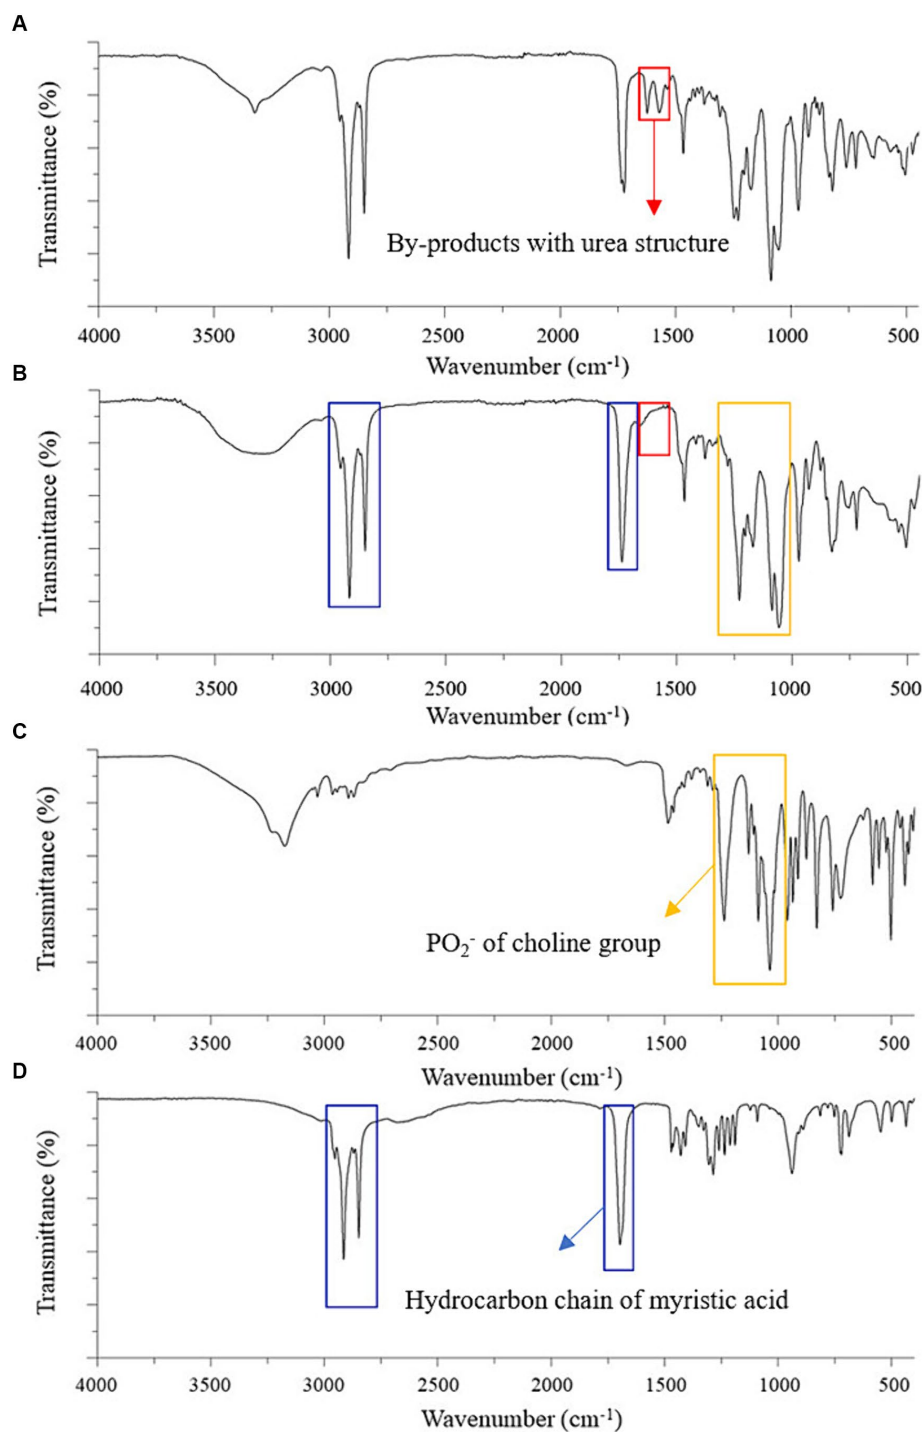 A
Transmittance (%)
By-products with urea structure
4000 3500 3000 2500 2000 1500 1000 500
Wavenumber (cm⁻¹)
B
Transmittance (%)
4000 3500 3000 2500 2000 1500 1000 500
Wavenumber (cm⁻¹)
C
Transmittance (%)
PO₂⁻ of choline group
4000 3500 3000 2500 2000 1500 1000 500
Wavenumber (cm⁻¹)
D
Transmittance (%)
Hydrocarbon chain of myristic acid
4000 3500 3000 2500 2000 1500 1000 500
Wavenumber (cm⁻¹)